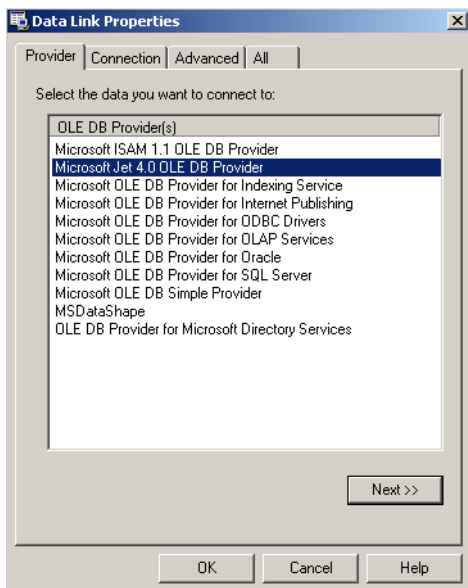 Data Link Properties
Provider Connection Advanced All
Select the data you want to connect to:
OLE DB Provider(s)
Microsoft ISAM 1.1 OLE DB Provider
Microsoft Jet 4.0 OLE DB Provider
Microsoft OLE DB Provider for Indexing Service
Microsoft OLE DB Provider for Internet Publishing
Microsoft OLE DB Provider for ODBC Drivers
Microsoft OLE DB Provider for OLAP Services
Microsoft OLE DB Provider for Oracle
Microsoft OLE DB Provider for SQL Server
Microsoft OLE DB Simple Provider
MSDataShape
OLE DB Provider for Microsoft Directory Services
Next >>
OK Cancel Help